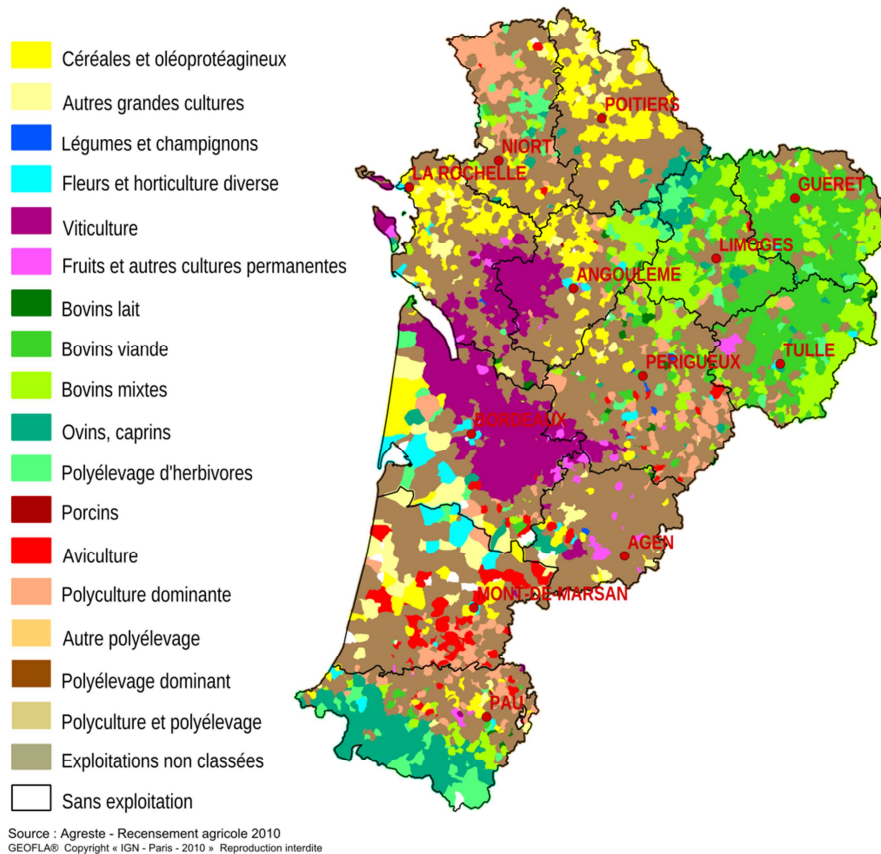 Céréales et oléoprotéagineux
Autres grandes cultures
Légumes et champignons
Fleurs et horticulture diverse
Viticulture
Fruits et autres cultures permanentes
Bovins lait
Bovins viande
Bovins mixtes
Ovins, caprins
Polyélevage d'herbivores
Porcins
Aviculture
Polyculture dominante
Autre polyélevage
Polyélevage dominant
Polyculture et polyélevage
Exploitations non classées
Sans exploitation
POITIERS
NIORT
LA ROCHELLE
GUERET
LIMOGES
ANGOULEME
PERIGUEUX
TULLE
BORDEAUX
AGEN
MONT-DE-MARSAN
PAU
Source : Agreste - Recensement agricole 2010
GEOFLA® Copyright « IGN - Paris - 2010 » Reproduction interdite